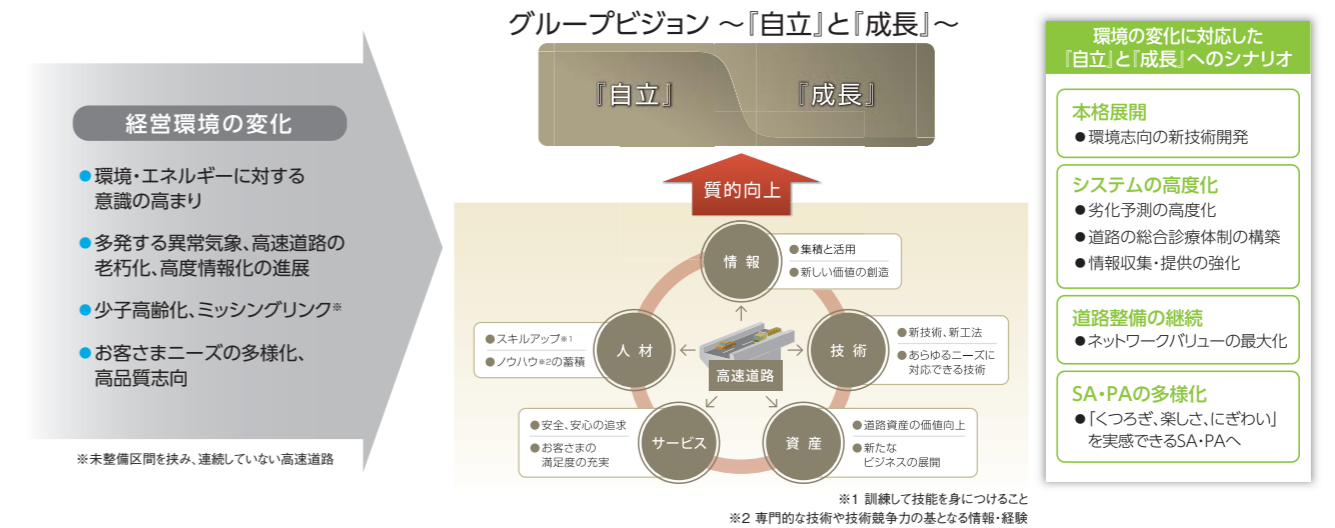 グループビジョン ～『自立』と『成長』～
『自立』
『成長』
質的向上
経営環境の変化
●環境・エネルギーに対する
意識の高まり
●多発する異常気象、高速道路の
老朽化、高度情報化の進展
●少子高齢化、ミッシングリンク※
●お客さまニーズの多様化、
高品質志向
※未整備区間を挟み、連続していない高速道路
情報
●集積と活用
●新しい価値の創造
人材
●スキルアップ※1
●ノウハウ※2の蓄積
技術
●新技術、新工法
●あらゆるニーズに
対応できる技術
高速道路
サービス
●安全、安心の追求
●お客さまの
満足度の充実
資産
●道路資産の価値向上
●新たな
ビジネスの展開
※1 訓練して技能を身につけること
※2 専門的な技術や技術競争力の基となる情報・経験
環境の変化に対応した
『自立』と『成長』へのシナリオ
本格展開
●環境志向の新技術開発
システムの高度化
●劣化予測の高度化
●道路の総合診療体制の構築
●情報収集・提供の強化
道路整備の継続
●ネットワークバリューの最大化
SA・PAの多様化
●「くつろぎ、楽しさ、にぎわい」
を実感できるSA・PAへ